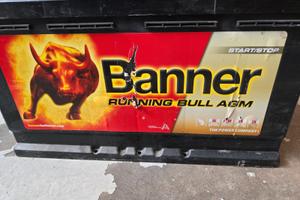 START/STOP
Banner
RUNNING BULL AGM
THE POWER COMPANY